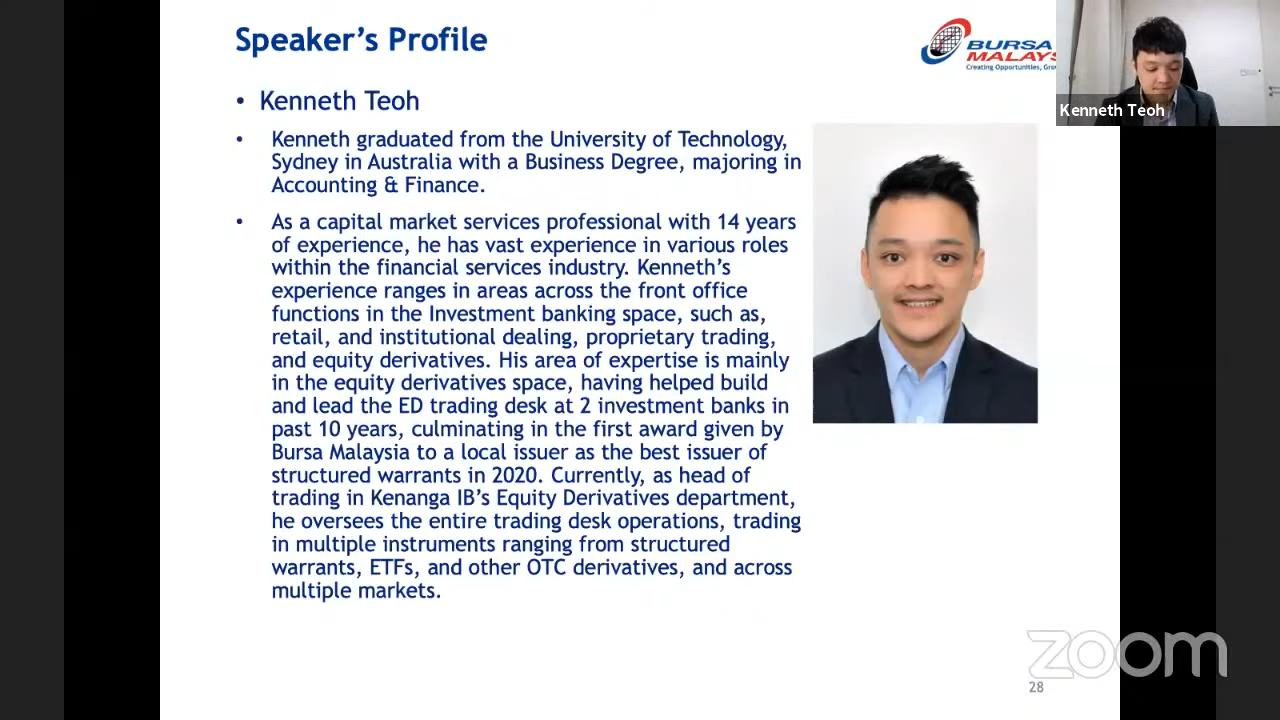 Speaker's Profile
BURSA
MALAYS
Creating Opportunities, Gro
Kenneth Teoh
• Kenneth Teoh
• Kenneth graduated from the University of Technology,
Sydney in Australia with a Business Degree, majoring in
Accounting & Finance.
• As a capital market services professional with 14 years
of experience, he has vast experience in various roles
within the financial services industry. Kenneth's
experience ranges in areas across the front office
functions in the Investment banking space, such as,
retail, and institutional dealing, proprietary trading,
and equity derivatives. His area of expertise is mainly
in the equity derivatives space, having helped build
and lead the ED trading desk at 2 investment banks in
past 10 years, culminating in the first award given by
Bursa Malaysia to a local issuer as the best issuer of
structured warrants in 2020. Currently, as head of
trading in Kenanga IB's Equity Derivatives department,
he oversees the entire trading desk operations, trading
in multiple instruments ranging from structured
warrants, ETFs, and other OTC derivatives, and across
multiple markets.
zoom
28